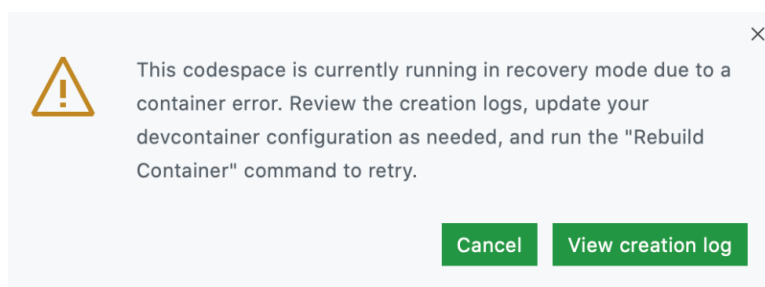 This codespace is currently running in recovery mode due to a
container error. Review the creation logs, update your
devcontainer configuration as needed, and run the "Rebuild
Container" command to retry.
Cancel View creation log